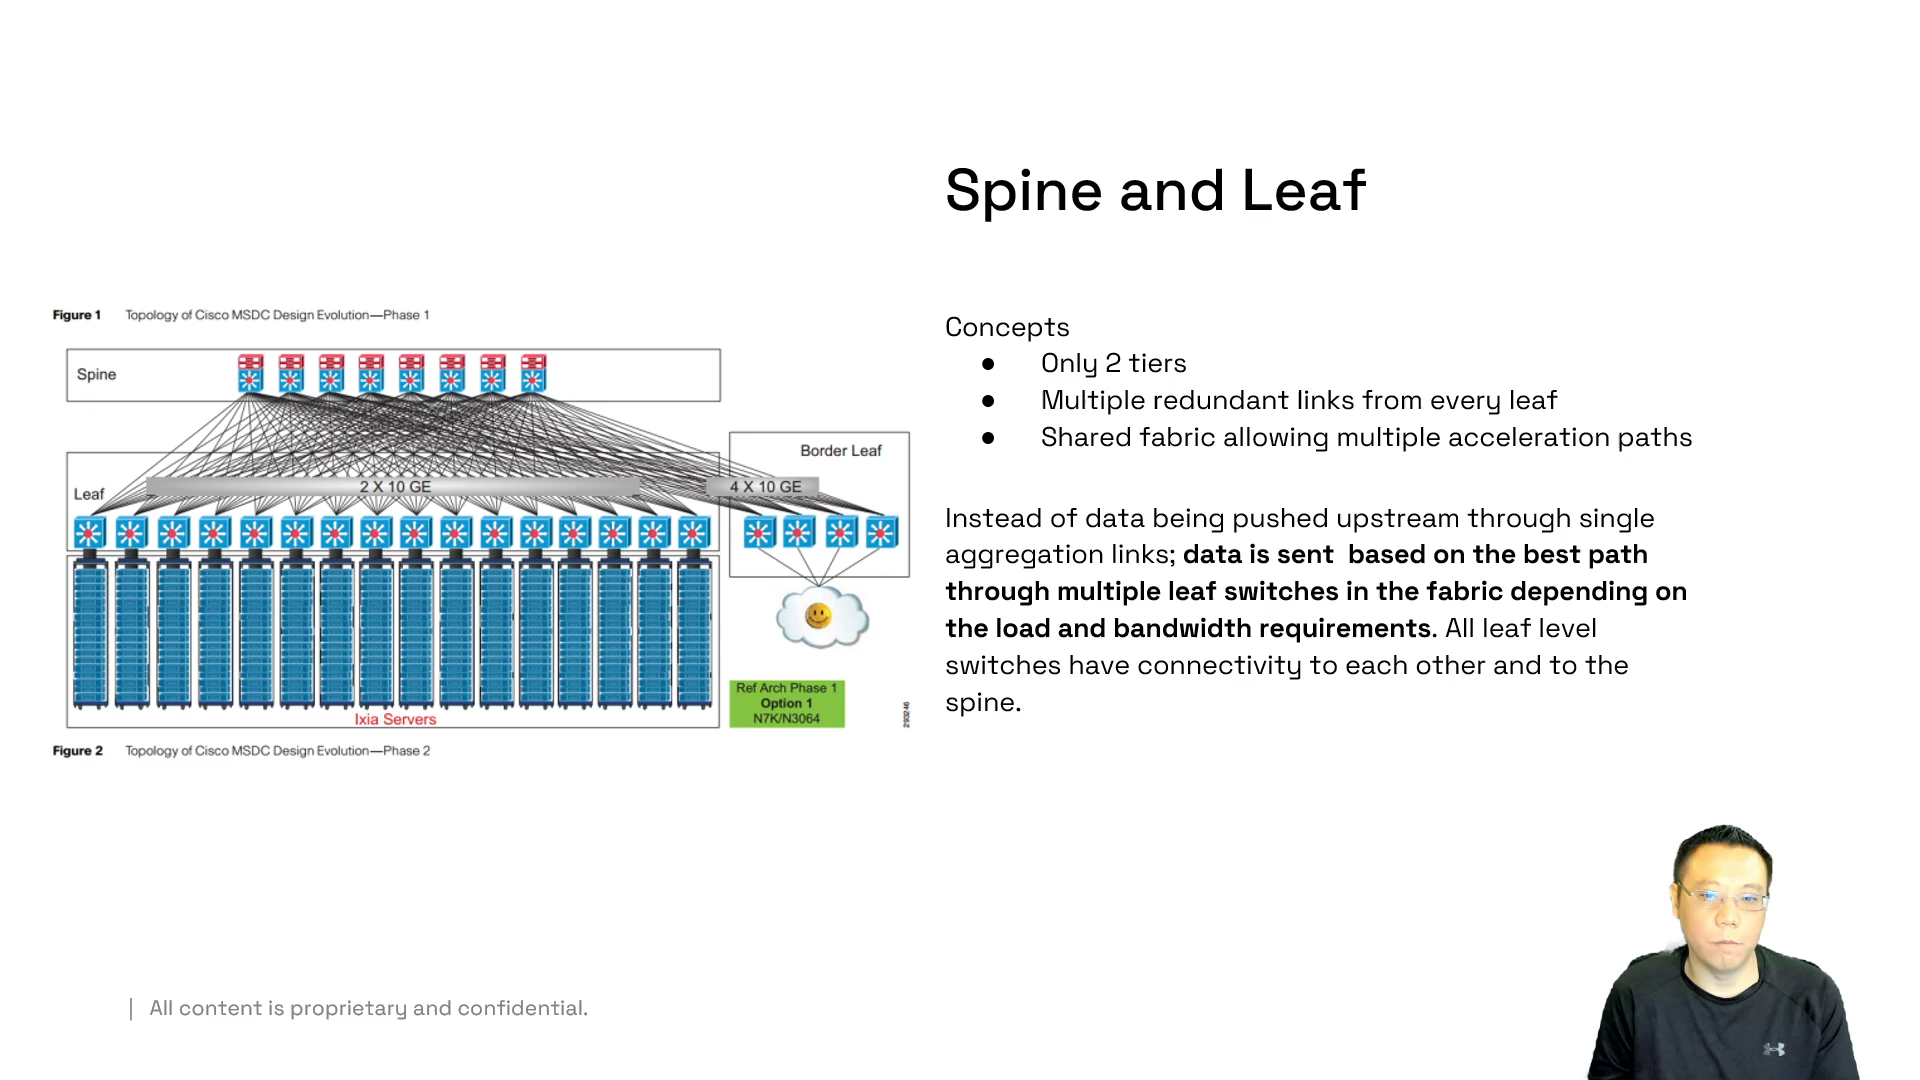 Spine and Leaf
Figure 1 Topology of Cisco MSDC Design Evolution—Phase 1
Spine
Border Leaf
Leaf
2 X 10 GE
4 X 10 GE
Ixia Servers
Ref Arch Phase 1
Option 1
N7K/N3064
293246
Figure 2 Topology of Cisco MSDC Design Evolution—Phase 2
Concepts
● Only 2 tiers
● Multiple redundant links from every leaf
● Shared fabric allowing multiple acceleration paths
Instead of data being pushed upstream through single
aggregation links; data is sent  based on the best path
through multiple leaf switches in the fabric depending on
the load and bandwidth requirements. All leaf level
switches have connectivity to each other and to the
spine.
| All content is proprietary and confidential.